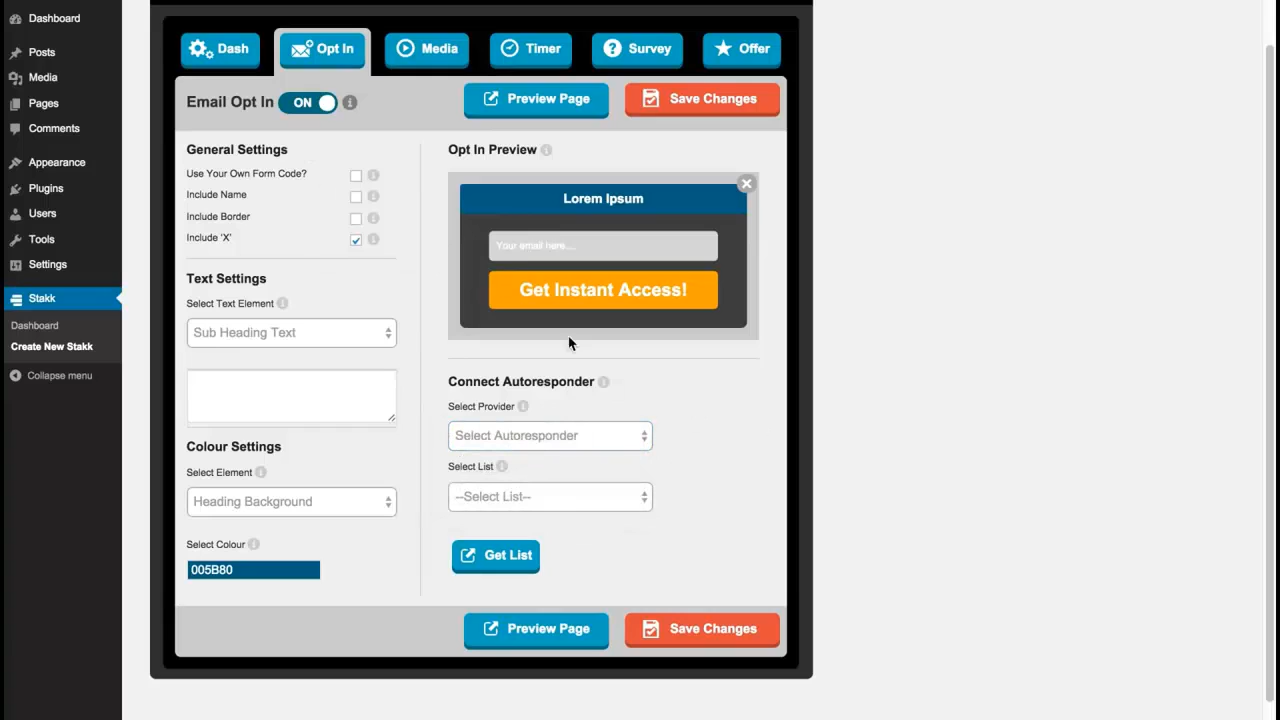 Dashboard
Posts
Media
Pages
Comments
Appearance
Plugins
Users
Tools
Settings
Stakk
Dashboard
Create New Stakk
Collapse menu
Dash
Opt In
Media
Timer
Survey
Offer
Email Opt In
ON
Preview Page
Save Changes
General Settings
Use Your Own Form Code?
Include Name
Include Border
Include 'X'
Text Settings
Select Text Element
Sub Heading Text
Colour Settings
Select Element
Heading Background
Select Colour
005B80
Opt In Preview
Lorem Ipsum
Your email here....
Get Instant Access!
Connect Autoresponder
Select Provider
Select Autoresponder
Select List
--Select List--
Get List
Preview Page
Save Changes